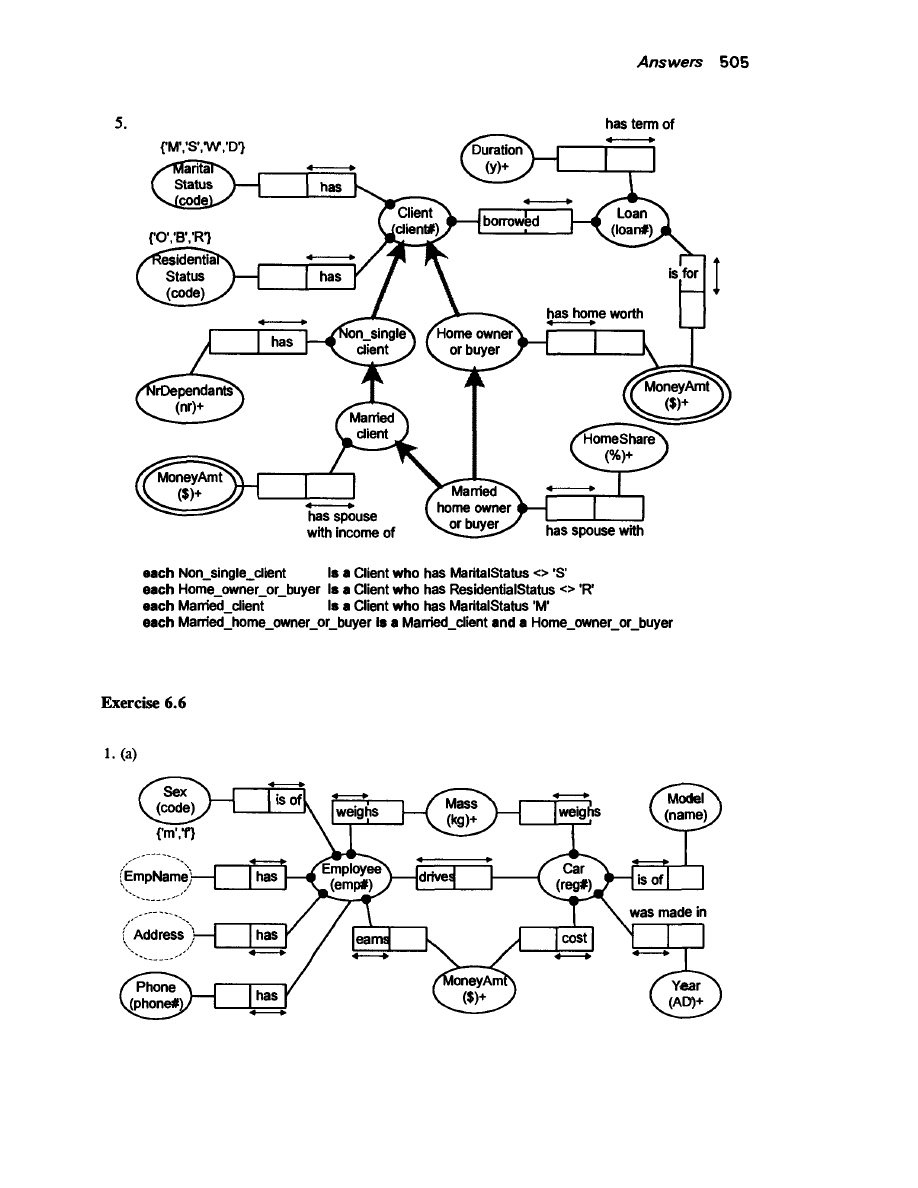 Answers 505
5.
has term of
{'M','S','W','D'}
Duration
(y)+
Marital
Status
(code)
has
Client
(client#)
borrowed
Loan
(loan#)
{'O','B','R'}
Residential
Status
(code)
has
is for
has home worth
has
Non_single
client
Home owner
or buyer
NrDependants
(nr)+
MoneyAmt
($)+
Married
client
HomeShare
(%)+
MoneyAmt
($)+
Married
home owner
or buyer
has spouse
with income of
has spouse with
each Non_single_client is a Client who has MaritalStatus <> 'S'
each Home_owner_or_buyer is a Client who has ResidentialStatus <> 'R'
each Married_client is a Client who has MaritalStatus 'M'
each Married_home_owner_or_buyer is a Married_client and a Home_owner_or_buyer
Exercise 6.6
1. (a)
Sex
(code)
is of
{'m','f'}
weighs
Mass
(kg)+
weighs
Model
(name)
EmpName
has
Employee
(emp#)
drives
Car
(reg#)
is of
was made in
Address
has
earns
cost
Phone
(phone#)
has
MoneyAmt
($)+
Year
(AD)+